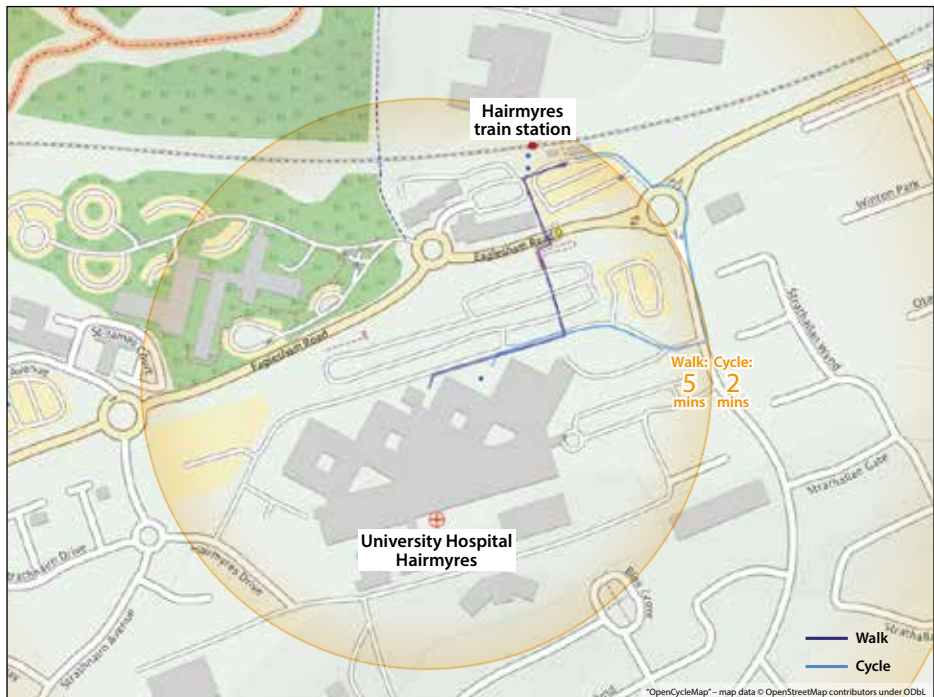 Hairmyres
train station
Winton Park
Eaglesham Road
Strathallan Wynd
St James Court
Avenue
Eaglesham Road
Walk: Cycle:
5 2
mins mins
Strathallan Gate
University Hospital
Hairmyres
Strathnairn Drive
Hairmyres Drive
Strathnairn Avenue
Walk
Cycle
"OpenCycleMap" – map data © OpenStreetMap contributors under ODbL